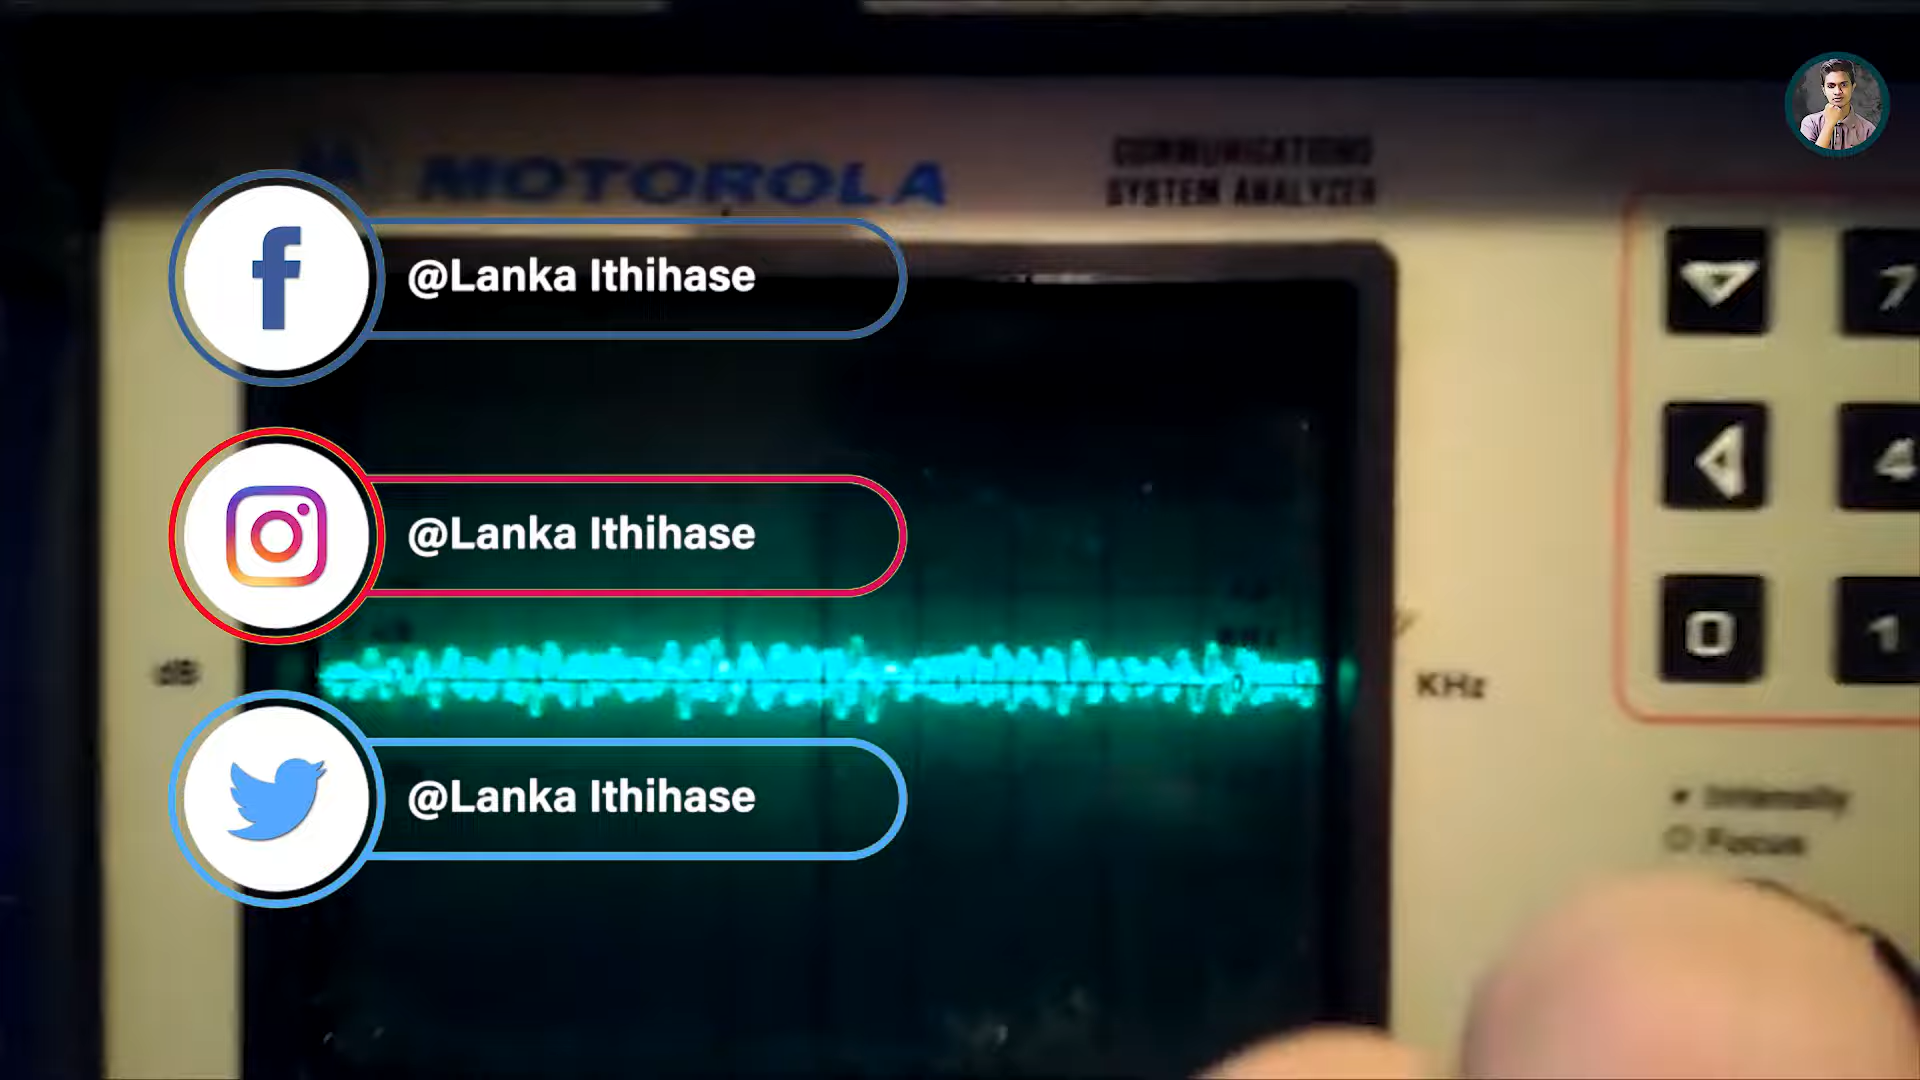 MOTOROLA
COMMUNICATIONS
SYSTEM ANALYZER
@Lanka Ithihase
7
@Lanka Ithihase
4
dB
KHz
0
1
@Lanka Ithihase
Intensity
Focus